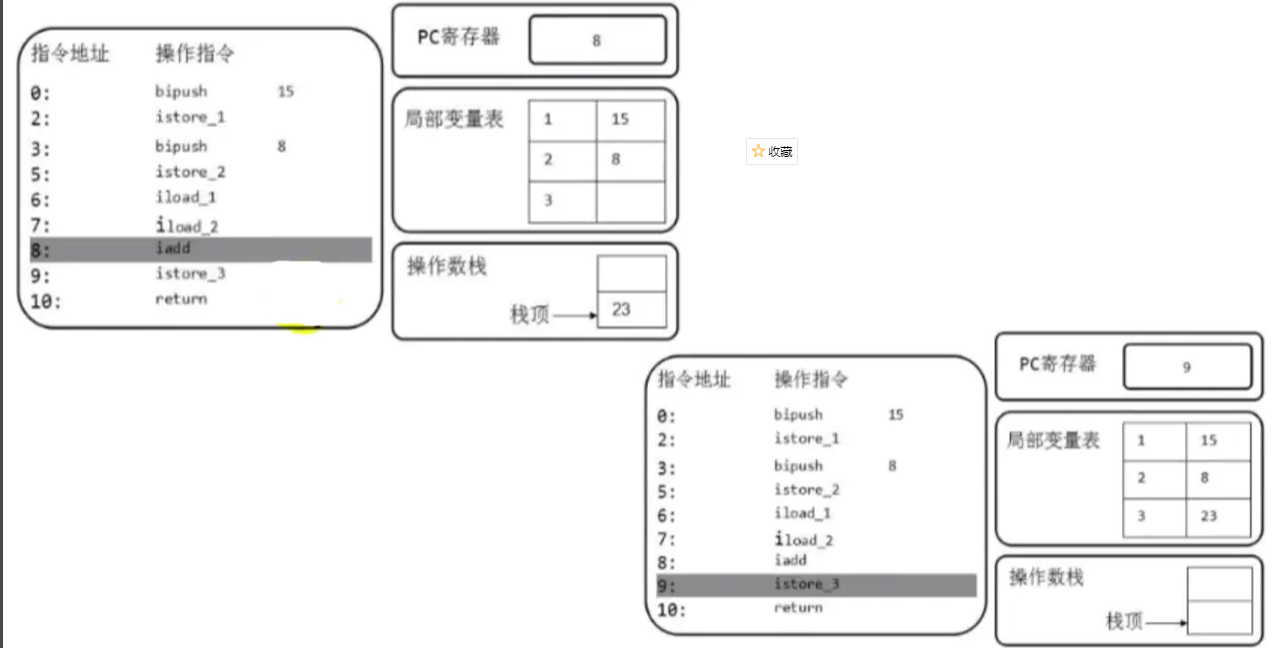 指令地址 操作指令
0: bipush 15
2: istore_1
3: bipush 8
5: istore_2
6: iload_1
7: iload_2
8: iadd
9: istore_3
10: return
PC寄存器 8
局部变量表
1 15
2 8
3
操作数栈
栈顶 23
收藏
指令地址 操作指令
0: bipush 15
2: istore_1
3: bipush 8
5: istore_2
6: iload_1
7: iload_2
8: iadd
9: istore_3
10: return
PC寄存器 9
局部变量表
1 15
2 8
3 23
操作数栈
栈顶